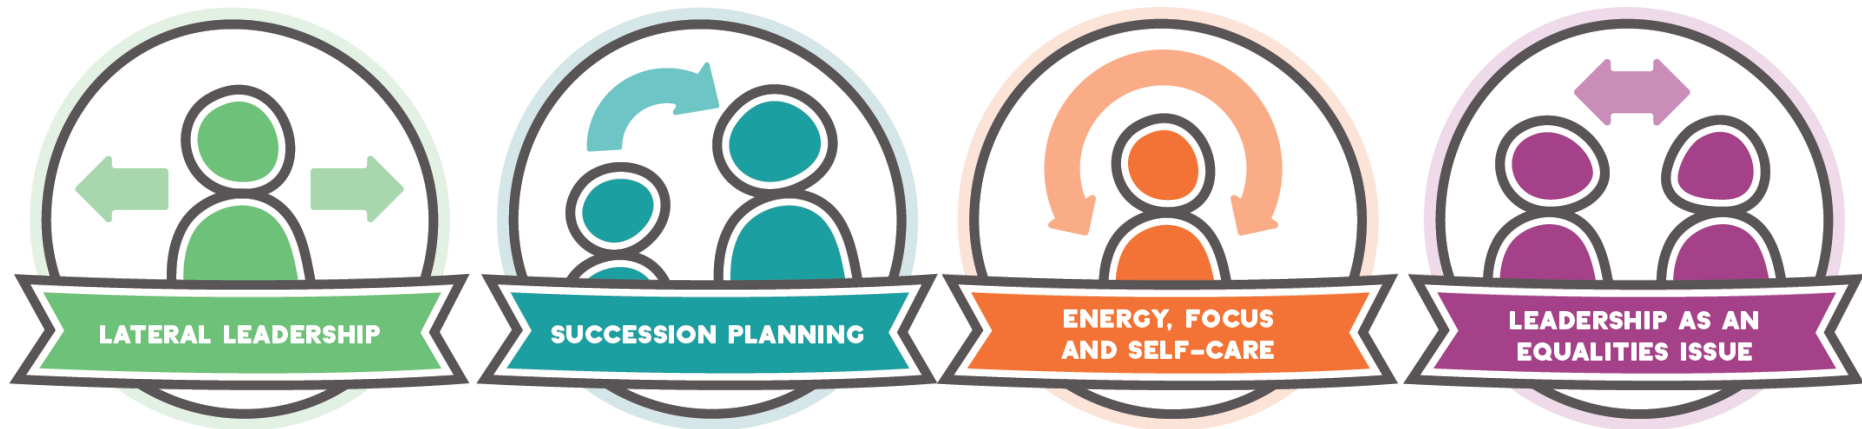 LATERAL LEADERSHIP
SUCCESSION PLANNING
ENERGY, FOCUS
AND SELF-CARE
LEADERSHIP AS AN
EQUALITIES ISSUE